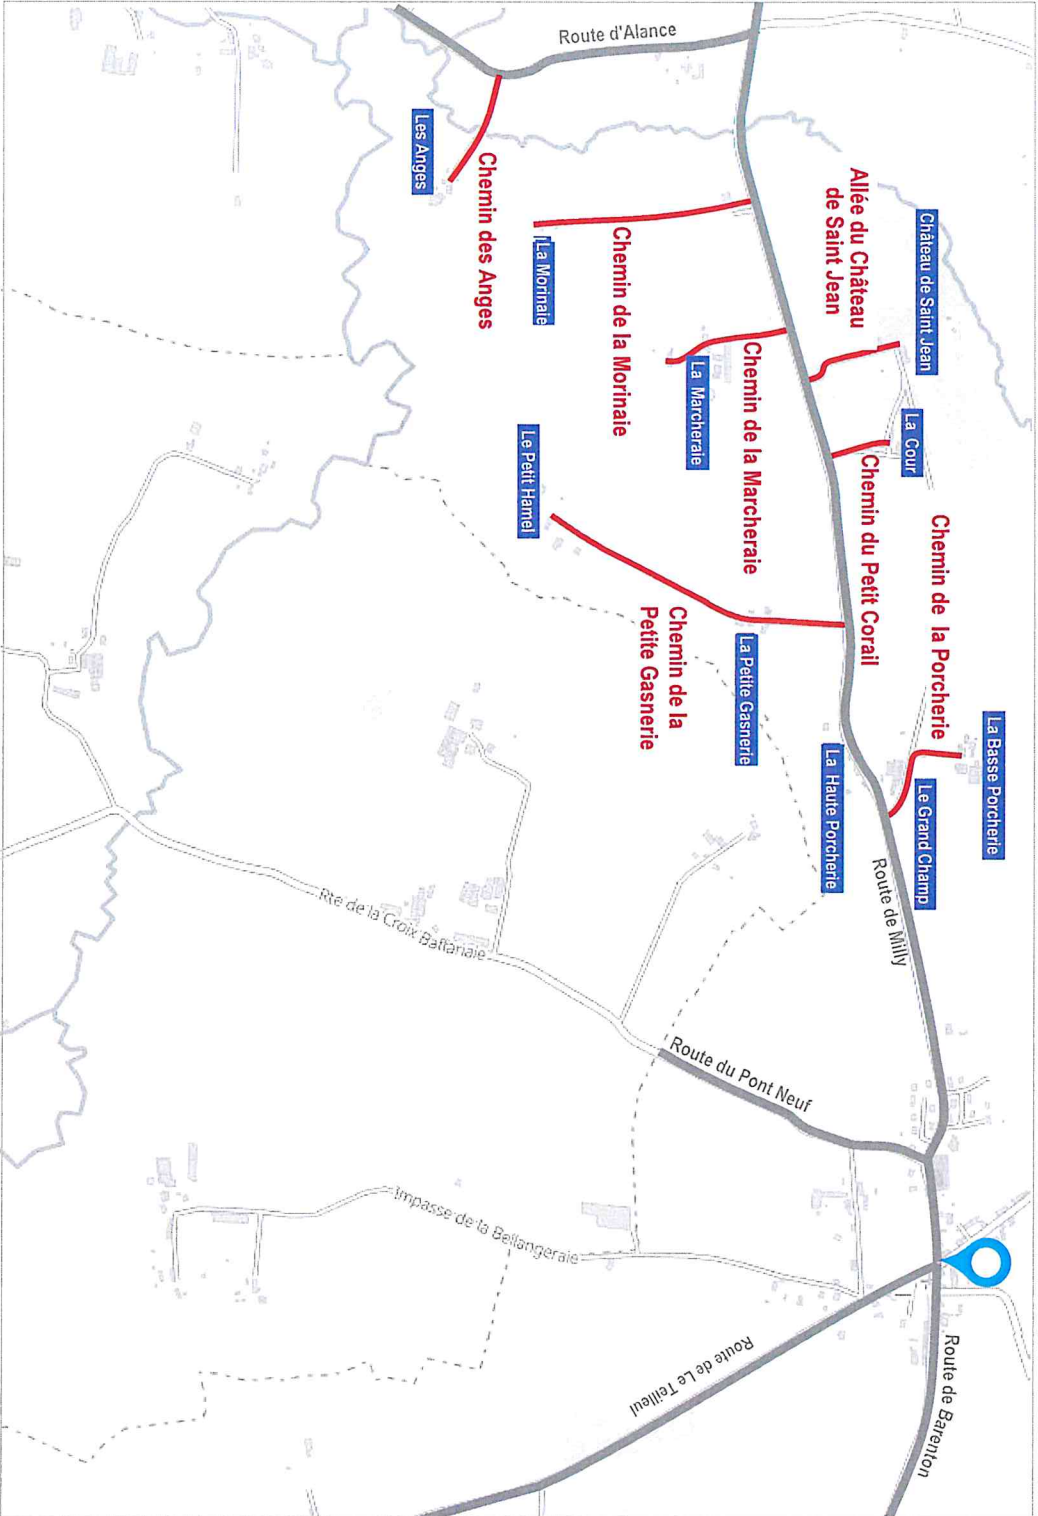 Château de Saint Jean
La Cour
La Basse Porcherie
Chemin de la Porcherie
Le Grand Champ
Allée du Château
de Saint Jean
Chemin du Petit Corail
Route de Milly
Route de Barenton
La Haute Porcherie
Chemin de la Marcheraie
La Petite Gasnerie
La Marcheraie
Chemin de la
Petite Gasnerie
Route d'Alance
Chemin de la Morinaie
La Morinaie
Le Petit Hamel
Chemin des Anges
Les Anges
Route du Pont Neuf
Route de Le Teilleul
Rte de la Croix Battanaie
Impasse de la Bellangeraie